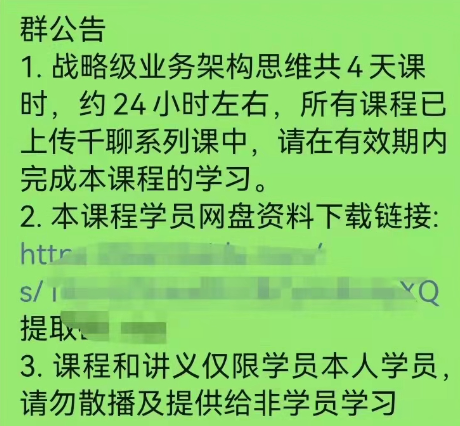 群公告
1. 战略级业务架构思维共4天课
时，约24小时左右，所有课程已
上传千聊系列课中，请在有效期内
完成本课程的学习。
2. 本课程学员网盘资料下载链接:
http
s/ XQ
提取
3. 课程和讲义仅限学员本人学员，
请勿散播及提供给非学员学习